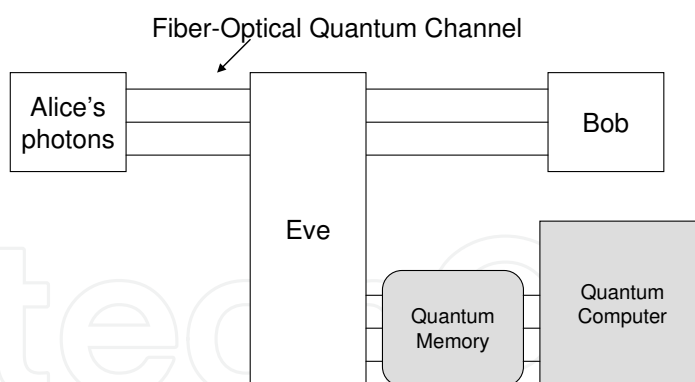 Fiber-Optical Quantum Channel
Alice's
photons
Bob
Eve
Quantum
Memory
Quantum
Computer